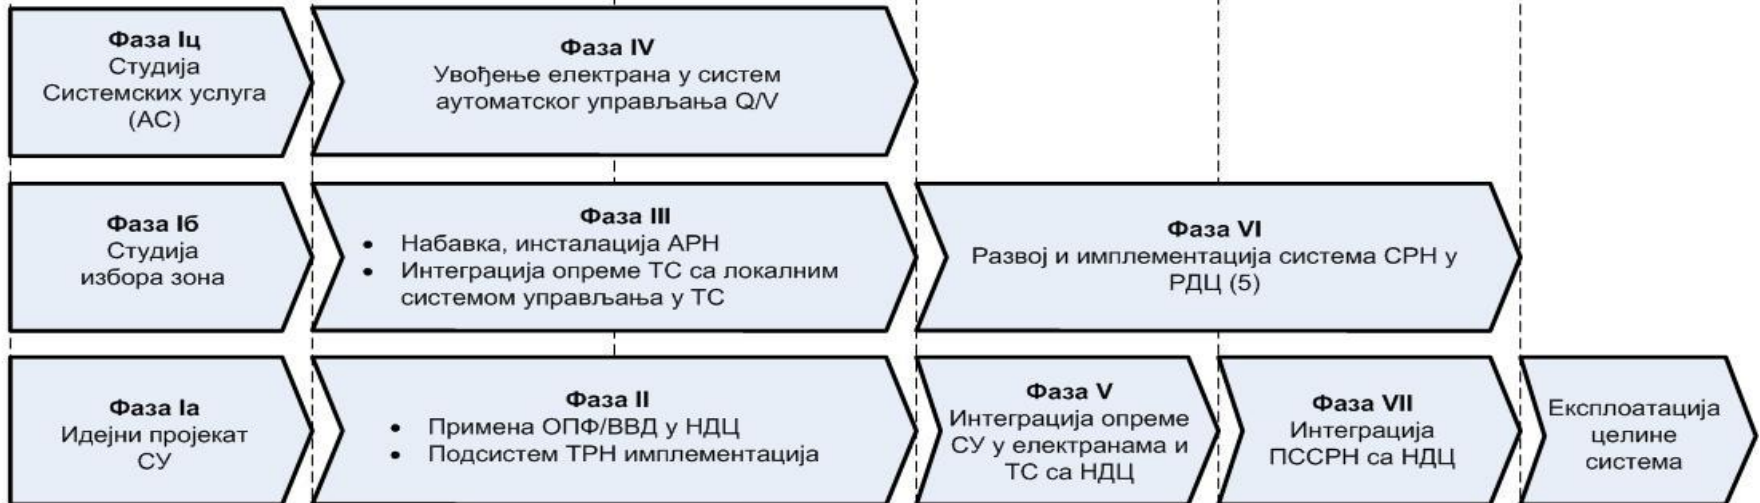 Фаза Iц
Студија
Системских услуга
(АС)
Фаза IV
Увођење електрана у систем
аутоматског управљања Q/V
Фаза Iб
Студија
избора зона
Фаза III
• Набавка, инсталација АРН
• Интеграција опреме ТС са локалним
системом управљања у ТС
Фаза VI
Развој и имплементација система СРН у
РДЦ (5)
Фаза Iа
Идејни пројекат
СУ
Фаза II
• Примена ОПФ/ВВД у НДЦ
• Подсистем ТРН имплементација
Фаза V
Интеграција опреме
СУ у електранама и
ТС са НДЦ
Фаза VII
Интеграција
ПССРН са НДЦ
Експлоатација
целине
система